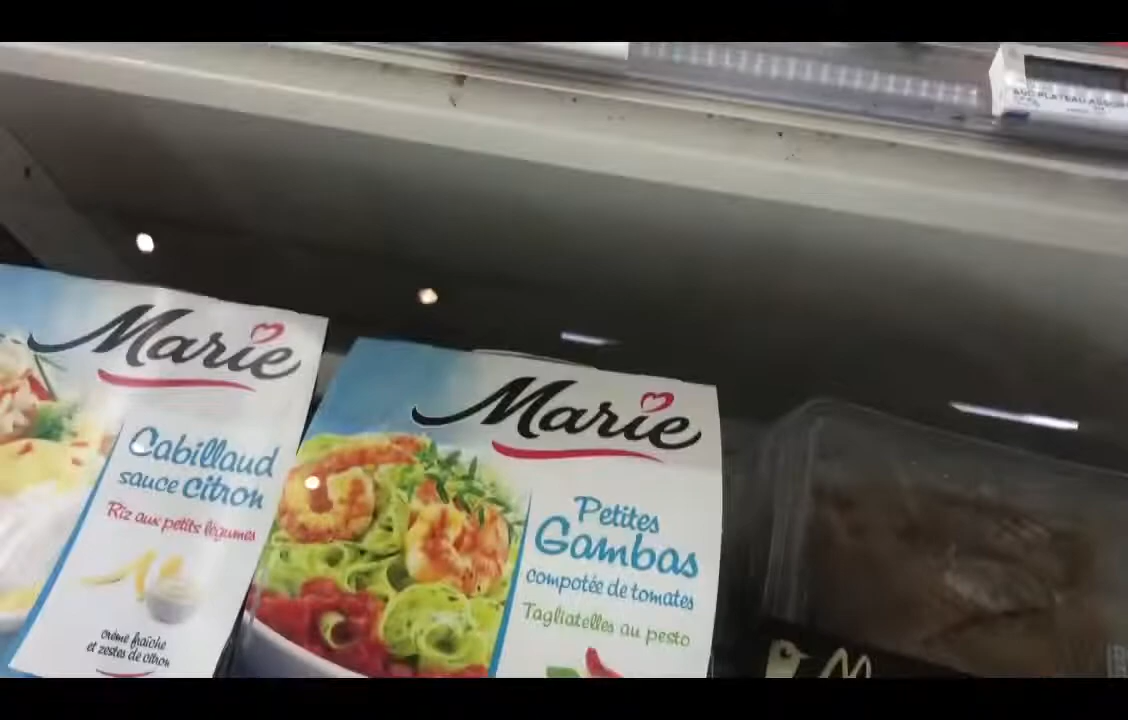 PLATEAU
Marie
Cabillaud
sauce Citron
Riz aux petits légumes
crème fraîche
et zestes de citron
Marie
Petites
Gambas
compotée de tomates
Tagliatelles au pesto